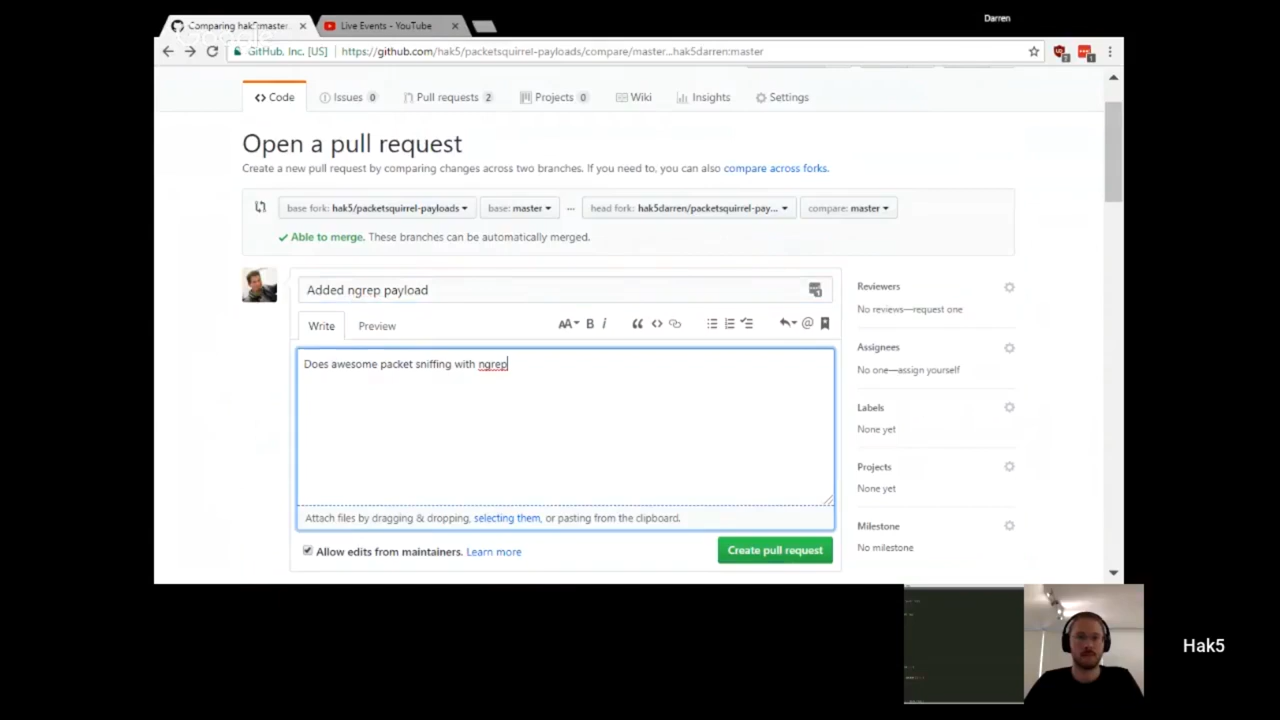 Darren
Comparing hak5:master...
Live Events - YouTube
GitHub, Inc. [US] https://github.com/hak5/packetsquirrel-payloads/compare/master...hak5darren:master
Code Issues 0 Pull requests 2 Projects 0 Wiki Insights Settings
Open a pull request
Create a new pull request by comparing changes across two branches. If you need to, you can also compare across forks.
base fork: hak5/packetsquirrel-payloads base: master ... head fork: hak5darren/packetsquirrel-pay... compare: master
Able to merge. These branches can be automatically merged.
Added ngrep payload
Write Preview
AA B i
Does awesome packet sniffing with ngrep
Attach files by dragging & dropping, selecting them, or pasting from the clipboard.
Allow edits from maintainers. Learn more
Create pull request
Reviewers
No reviews—request one
Assignees
No one—assign yourself
Labels
None yet
Projects
None yet
Milestone
No milestone
Hak5